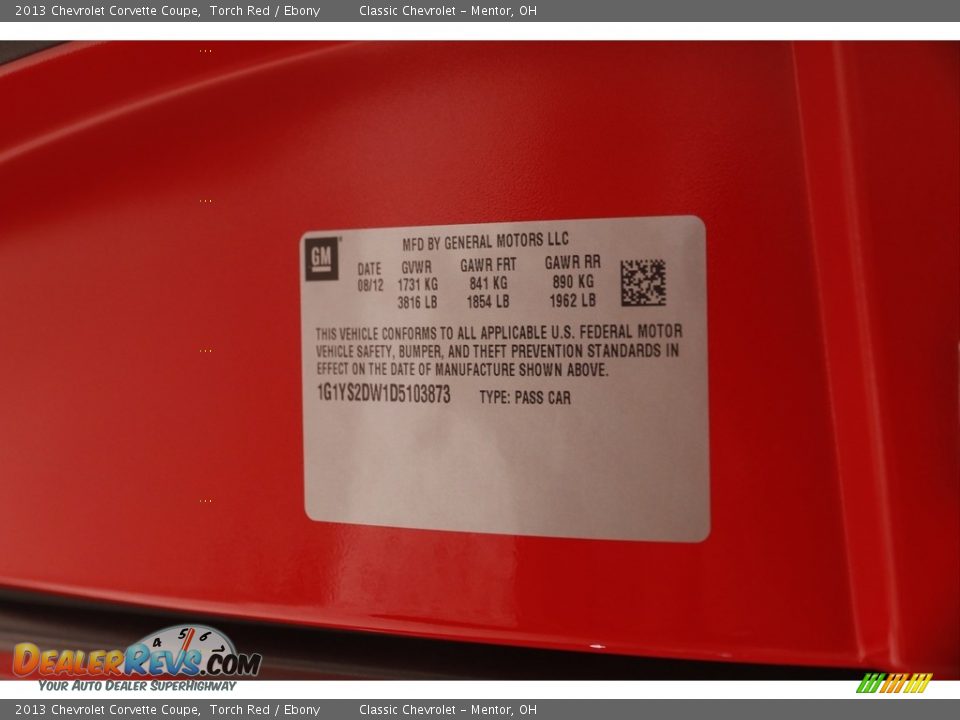 2013 Chevrolet Corvette Coupe, Torch Red / Ebony Classic Chevrolet - Mentor, OH
GM
MFD BY GENERAL MOTORS LLC
DATE GVWR GAWR FRT GAWR RR
08/12 1731 KG 841 KG 890 KG
3816 LB 1854 LB 1962 LB
THIS VEHICLE CONFORMS TO ALL APPLICABLE U.S. FEDERAL MOTOR
VEHICLE SAFETY, BUMPER, AND THEFT PREVENTION STANDARDS IN
EFFECT ON THE DATE OF MANUFACTURE SHOWN ABOVE.
1G1YS2DW1D5103873 TYPE: PASS CAR
4 5 6
DEALERREVS.COM
YOUR AUTO DEALER SUPERHIGHWAY
2013 Chevrolet Corvette Coupe, Torch Red / Ebony Classic Chevrolet - Mentor, OH